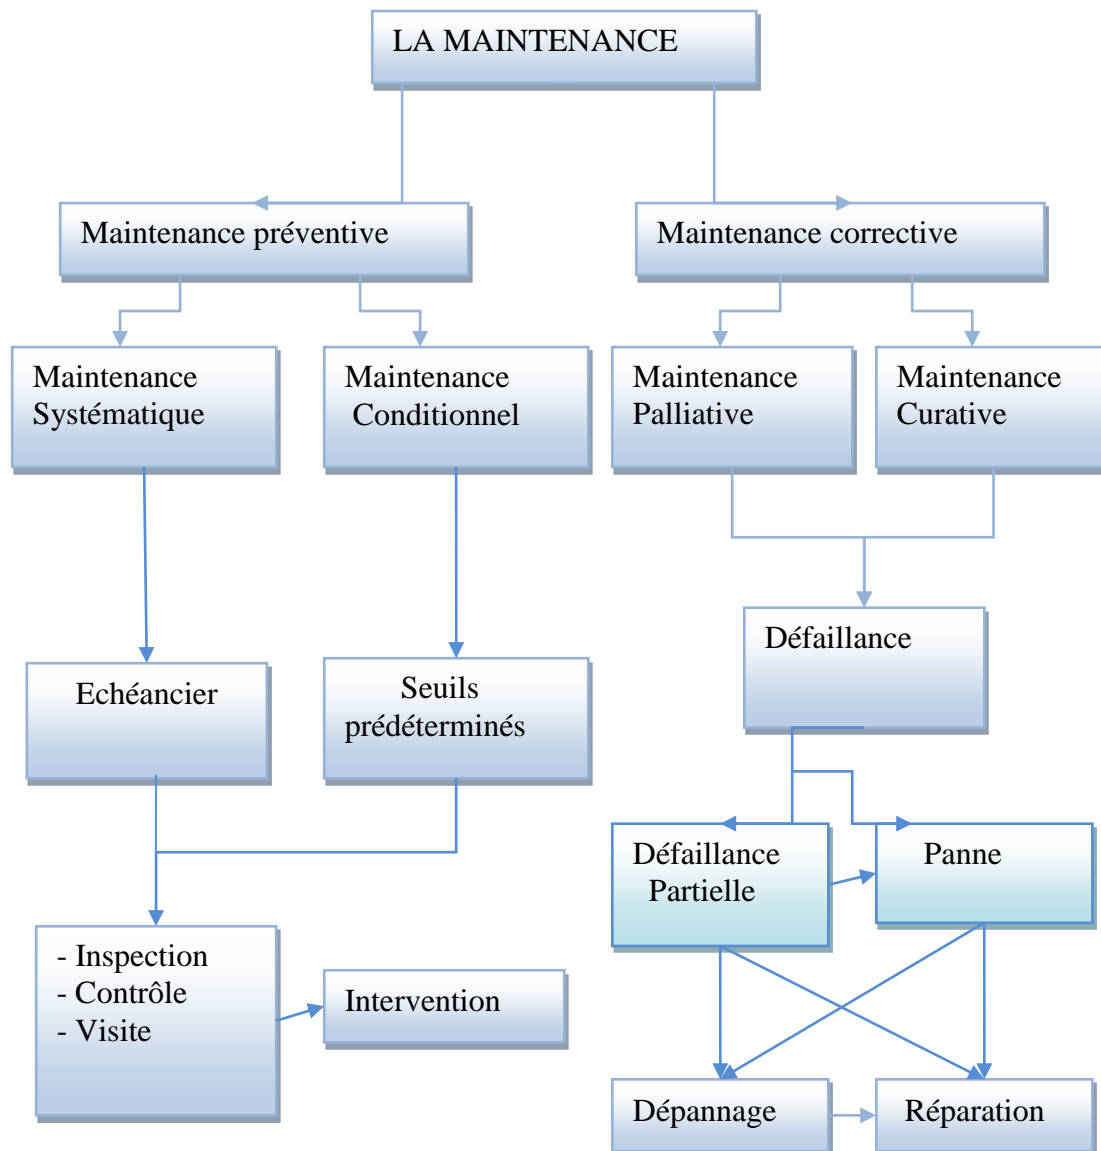 LA MAINTENANCE
Maintenance préventive
Maintenance corrective
Maintenance
Systématique
Maintenance
Conditionnel
Maintenance
Palliative
Maintenance
Curative
Echéancier
Seuils
prédéterminés
Défaillance
Défaillance
Partielle
Panne
- Inspection
- Contrôle
- Visite
Intervention
Dépannage
Réparation